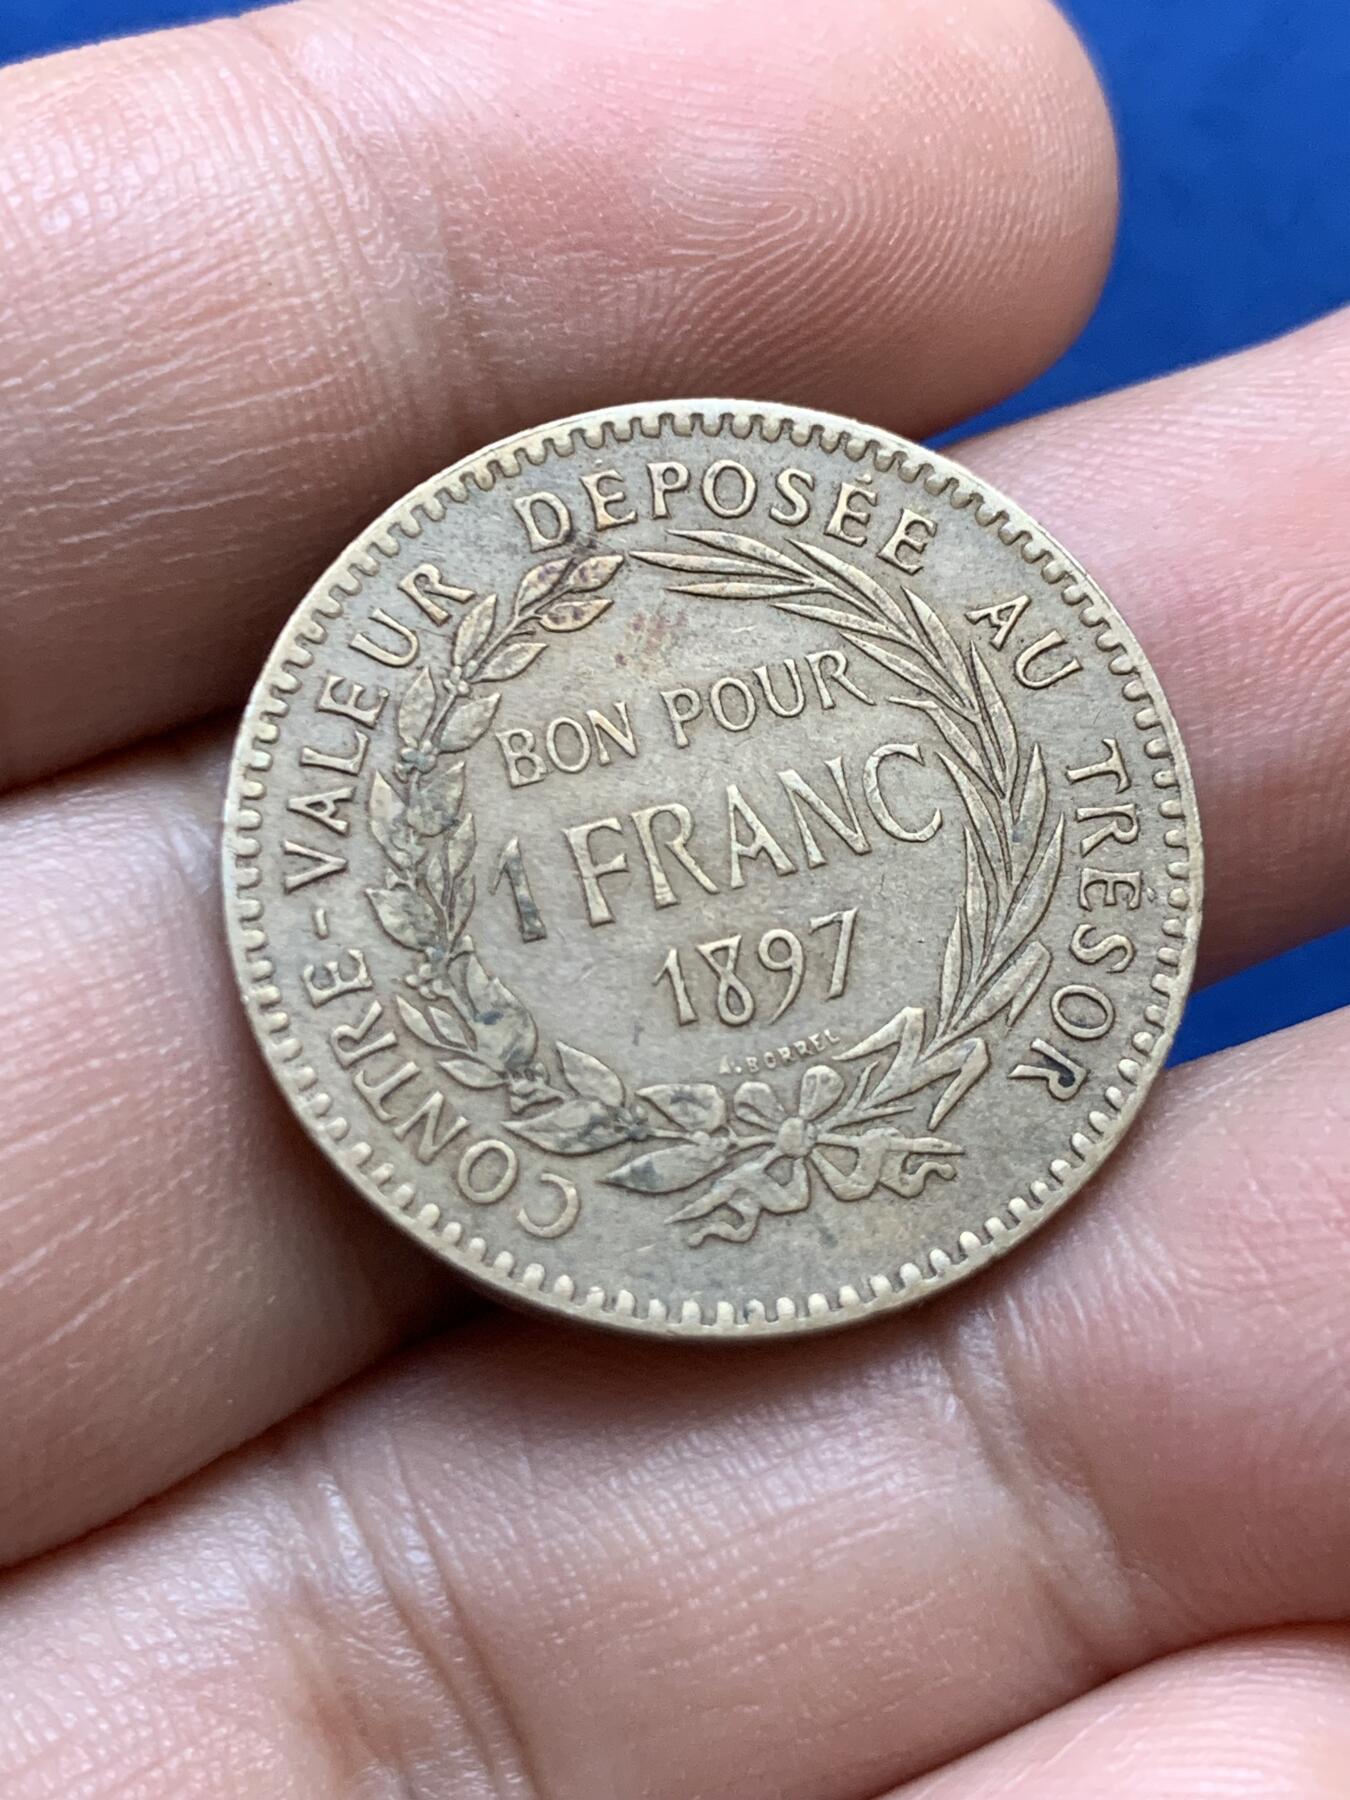 CONTRE-VALEUR DÉPOSÉE AU TRÉSOR
BON POUR
1 FRANC
1897
A. BORREL